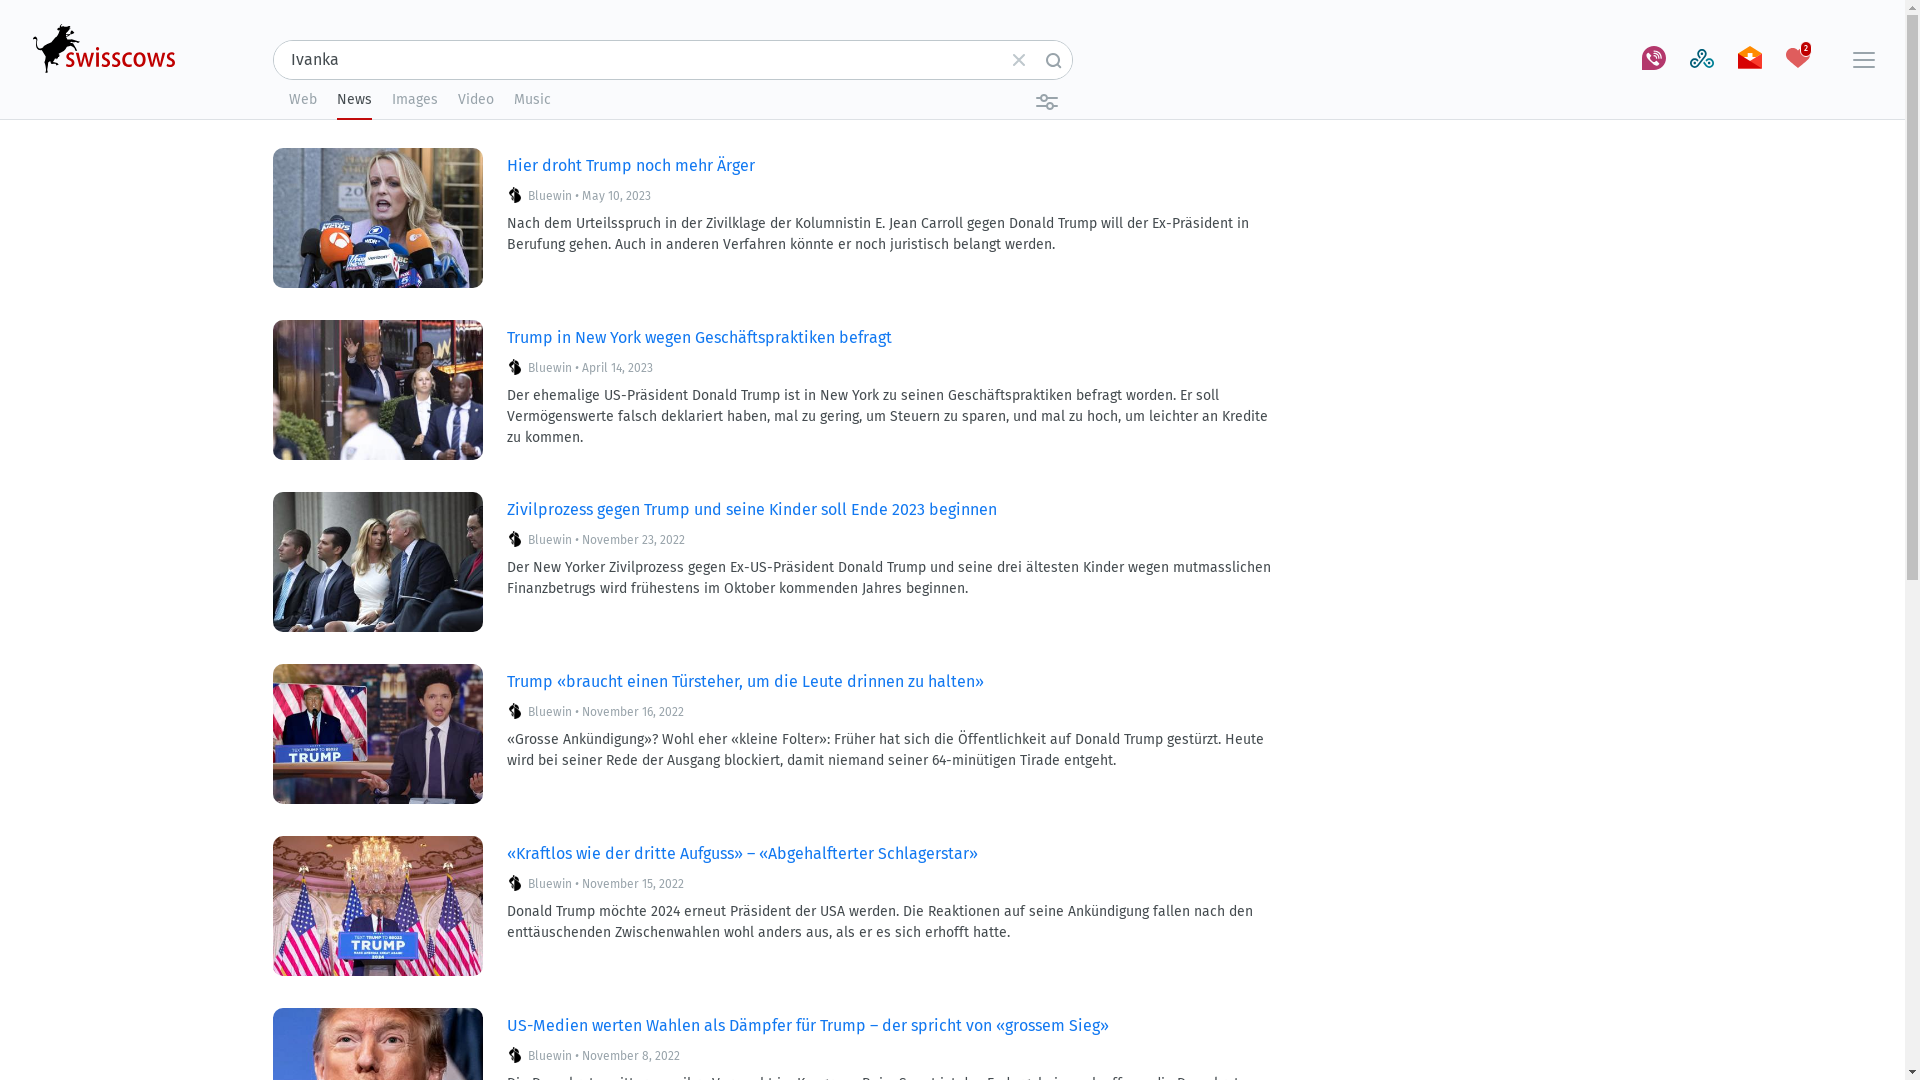 swisscows
Ivanka
2
Web News Images Video Music
Hier droht Trump noch mehr Ärger
Bluewin • May 10, 2023
Nach dem Urteilsspruch in der Zivilklage der Kolumnistin E. Jean Carroll gegen Donald Trump will der Ex-Präsident in
Berufung gehen. Auch in anderen Verfahren könnte er noch juristisch belangt werden.
Trump in New York wegen Geschäftspraktiken befragt
Bluewin • April 14, 2023
Der ehemalige US-Präsident Donald Trump ist in New York zu seinen Geschäftspraktiken befragt worden. Er soll
Vermögenswerte falsch deklariert haben, mal zu gering, um Steuern zu sparen, und mal zu hoch, um leichter an Kredite
zu kommen.
Zivilprozess gegen Trump und seine Kinder soll Ende 2023 beginnen
Bluewin • November 23, 2022
Der New Yorker Zivilprozess gegen Ex-US-Präsident Donald Trump und seine drei ältesten Kinder wegen mutmasslichen
Finanzbetrugs wird frühestens im Oktober kommenden Jahres beginnen.
TRUMP
Trump «braucht einen Türsteher, um die Leute drinnen zu halten»
Bluewin • November 16, 2022
«Grosse Ankündigung»? Wohl eher «kleine Folter»: Früher hat sich die Öffentlichkeit auf Donald Trump gestürzt. Heute
wird bei seiner Rede der Ausgang blockiert, damit niemand seiner 64-minütigen Tirade entgeht.
TRUMP
«Kraftlos wie der dritte Aufguss» – «Abgehalfterter Schlagerstar»
Bluewin • November 15, 2022
Donald Trump möchte 2024 erneut Präsident der USA werden. Die Reaktionen auf seine Ankündigung fallen nach den
enttäuschenden Zwischenwahlen wohl anders aus, als er es sich erhofft hatte.
US-Medien werten Wahlen als Dämpfer für Trump – der spricht von «grossem Sieg»
Bluewin • November 8, 2022